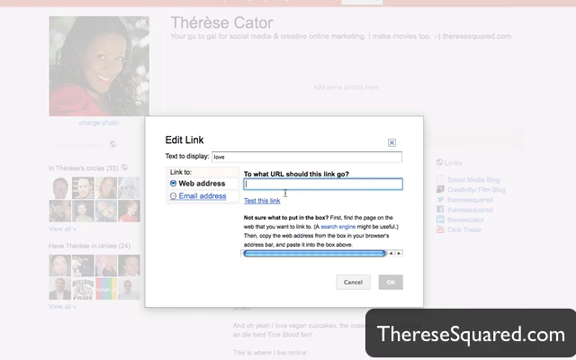 Thérèse Cator
Your go to gal for social media & creative online marketing. I make movies too. :-) theresesquared.com
Add some photos here
change photo
In Thérèse's circles (33)
View all »
Have Thérèse in circles (24)
View all »
Links
Social Media Blog
Creativity/ Film Blog
theresesquared
theresesquared
theresecator
Click Trailer
Edit Link
Text to display: love
Link to:
Web address
Email address
To what URL should this link go?
Test this link
Not sure what to put in the box? First, find the page on the
web that you want to link to. (A search engine might be useful.)
Then, copy the web address from the box in your browser's
address bar, and paste it into the box above.
Cancel
OK
And oh yeah I love vegan cupcakes, the ocean
an die hard True Blood fan!
This is where I live online:
ThereseSquared.com